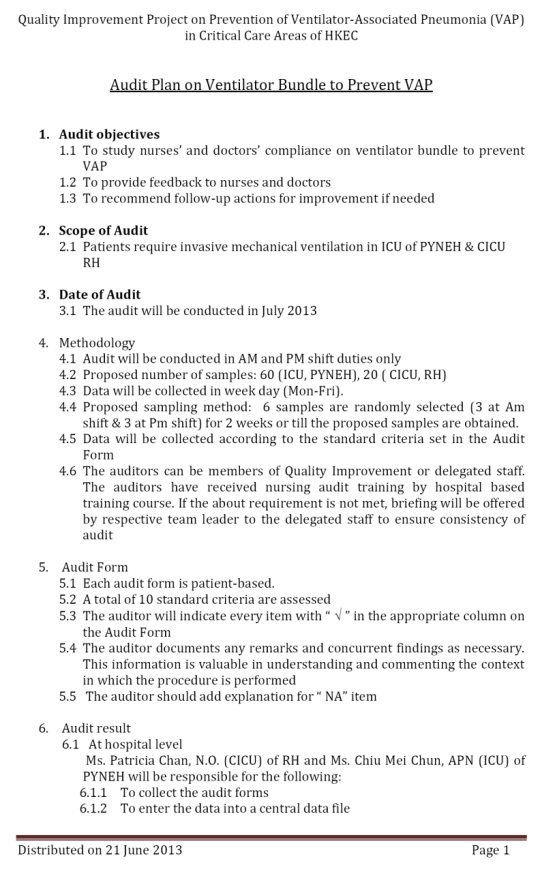 Quality Improvement Project on Prevention of Ventilator-Associated Pneumonia (VAP)
in Critical Care Areas of HKEC
Audit Plan on Ventilator Bundle to Prevent VAP
1. Audit objectives
1.1 To study nurses' and doctors' compliance on ventilator bundle to prevent
VAP
1.2 To provide feedback to nurses and doctors
1.3 To recommend follow-up actions for improvement if needed
2. Scope of Audit
2.1 Patients require invasive mechanical ventilation in ICU of PYNEH & CICU
RH
3. Date of Audit
3.1 The audit will be conducted in July 2013
4. Methodology
4.1 Audit will be conducted in AM and PM shift duties only
4.2 Proposed number of samples: 60 (ICU, PYNEH), 20 ( CICU, RH)
4.3 Data will be collected in week day (Mon-Fri).
4.4 Proposed sampling method: 6 samples are randomly selected (3 at Am
shift & 3 at Pm shift) for 2 weeks or till the proposed samples are obtained.
4.5 Data will be collected according to the standard criteria set in the Audit
Form
4.6 The auditors can be members of Quality Improvement or delegated staff.
The auditors have received nursing audit training by hospital based
training course. If the about requirement is not met, briefing will be offered
by respective team leader to the delegated staff to ensure consistency of
audit
5. Audit Form
5.1 Each audit form is patient-based.
5.2 A total of 10 standard criteria are assessed
5.3 The auditor will indicate every item with " √ " in the appropriate column on
the Audit Form
5.4 The auditor documents any remarks and concurrent findings as necessary.
This information is valuable in understanding and commenting the context
in which the procedure is performed
5.5 The auditor should add explanation for " NA" item
6. Audit result
6.1 At hospital level
Ms. Patricia Chan, N.O. (CICU) of RH and Ms. Chiu Mei Chun, APN (ICU) of
PYNEH will be responsible for the following:
6.1.1 To collect the audit forms
6.1.2 To enter the data into a central data file
Distributed on 21 June 2013 Page 1